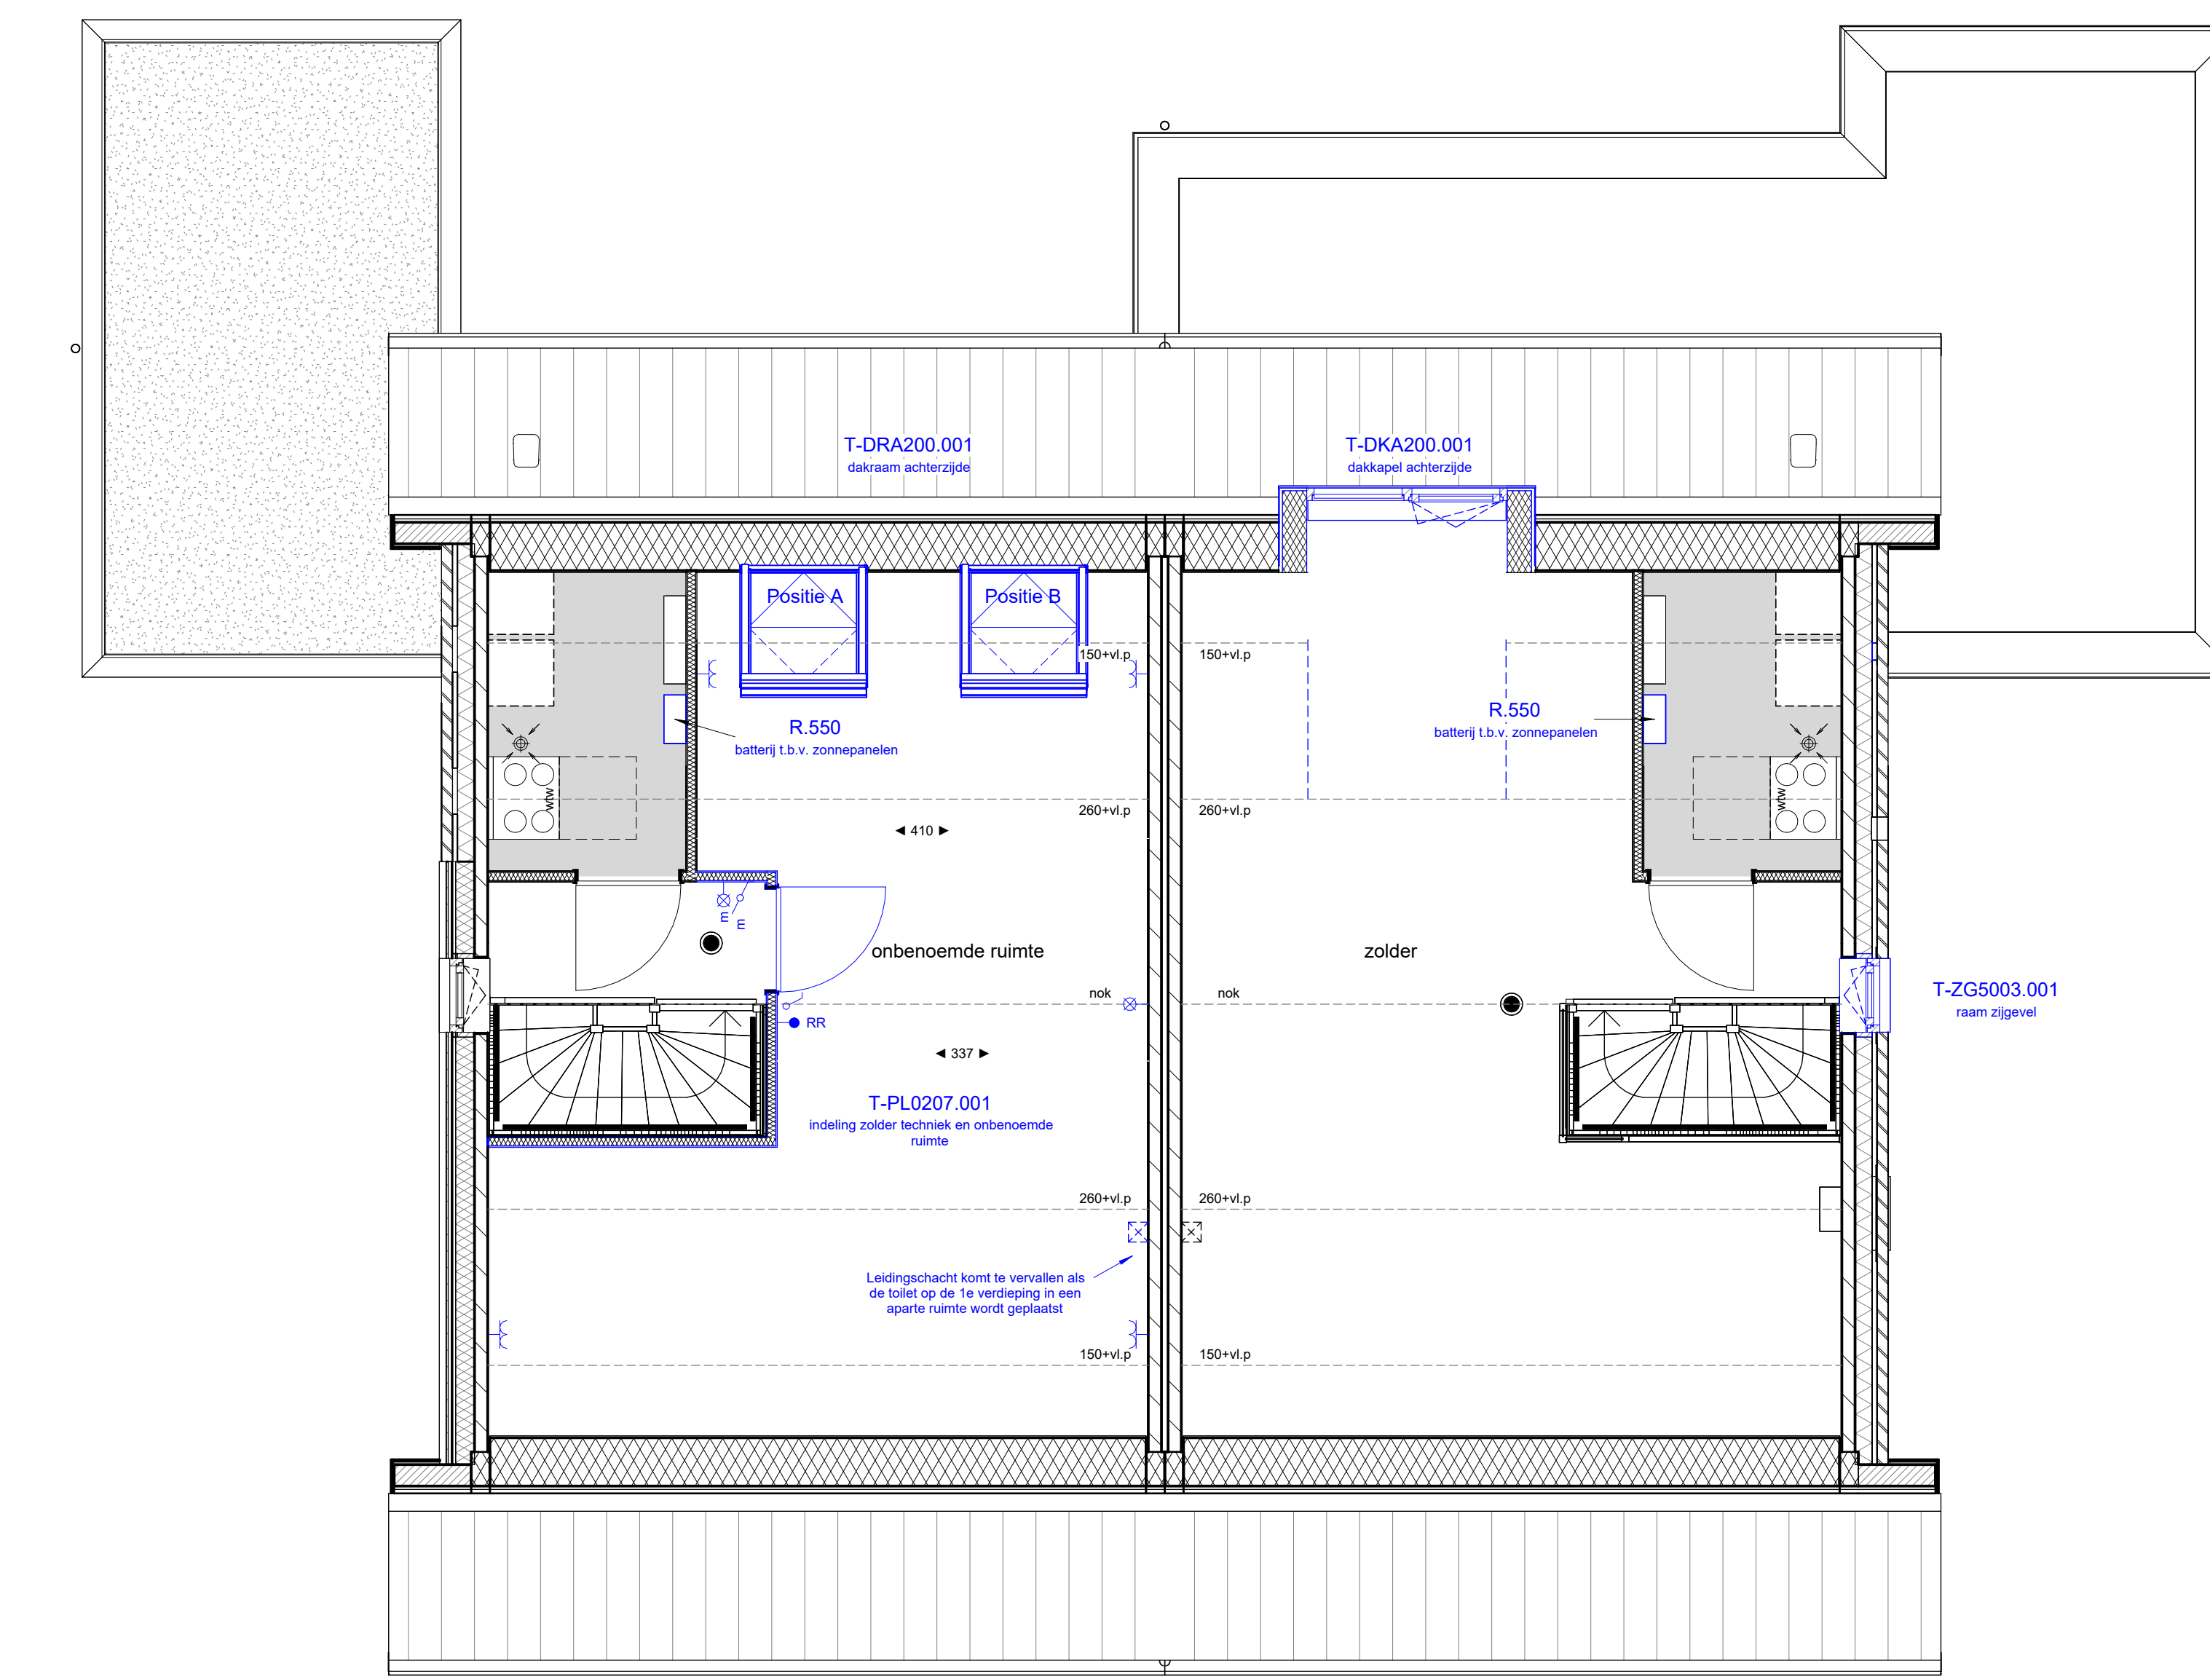 T-DRA200.001
dakraam achterzijde
T-DKA200.001
dakkapel achterzijde
Positie A
Positie B
150+vl.p
150+vl.p
R.550
batterij t.b.v. zonnepanelen
R.550
batterij t.b.v. zonnepanelen
wtw
wtw
260+vl.p
260+vl.p
◄ 410 ►
m
m
onbenoemde ruimte
zolder
nok
nok
RR
T-ZG5003.001
raam zijgevel
◄ 337 ►
T-PL0207.001
indeling zolder techniek en onbenoemde
ruimte
260+vl.p
260+vl.p
Leidingschacht komt te vervallen als
de toilet op de 1e verdieping in een
aparte ruimte wordt geplaatst
150+vl.p
150+vl.p